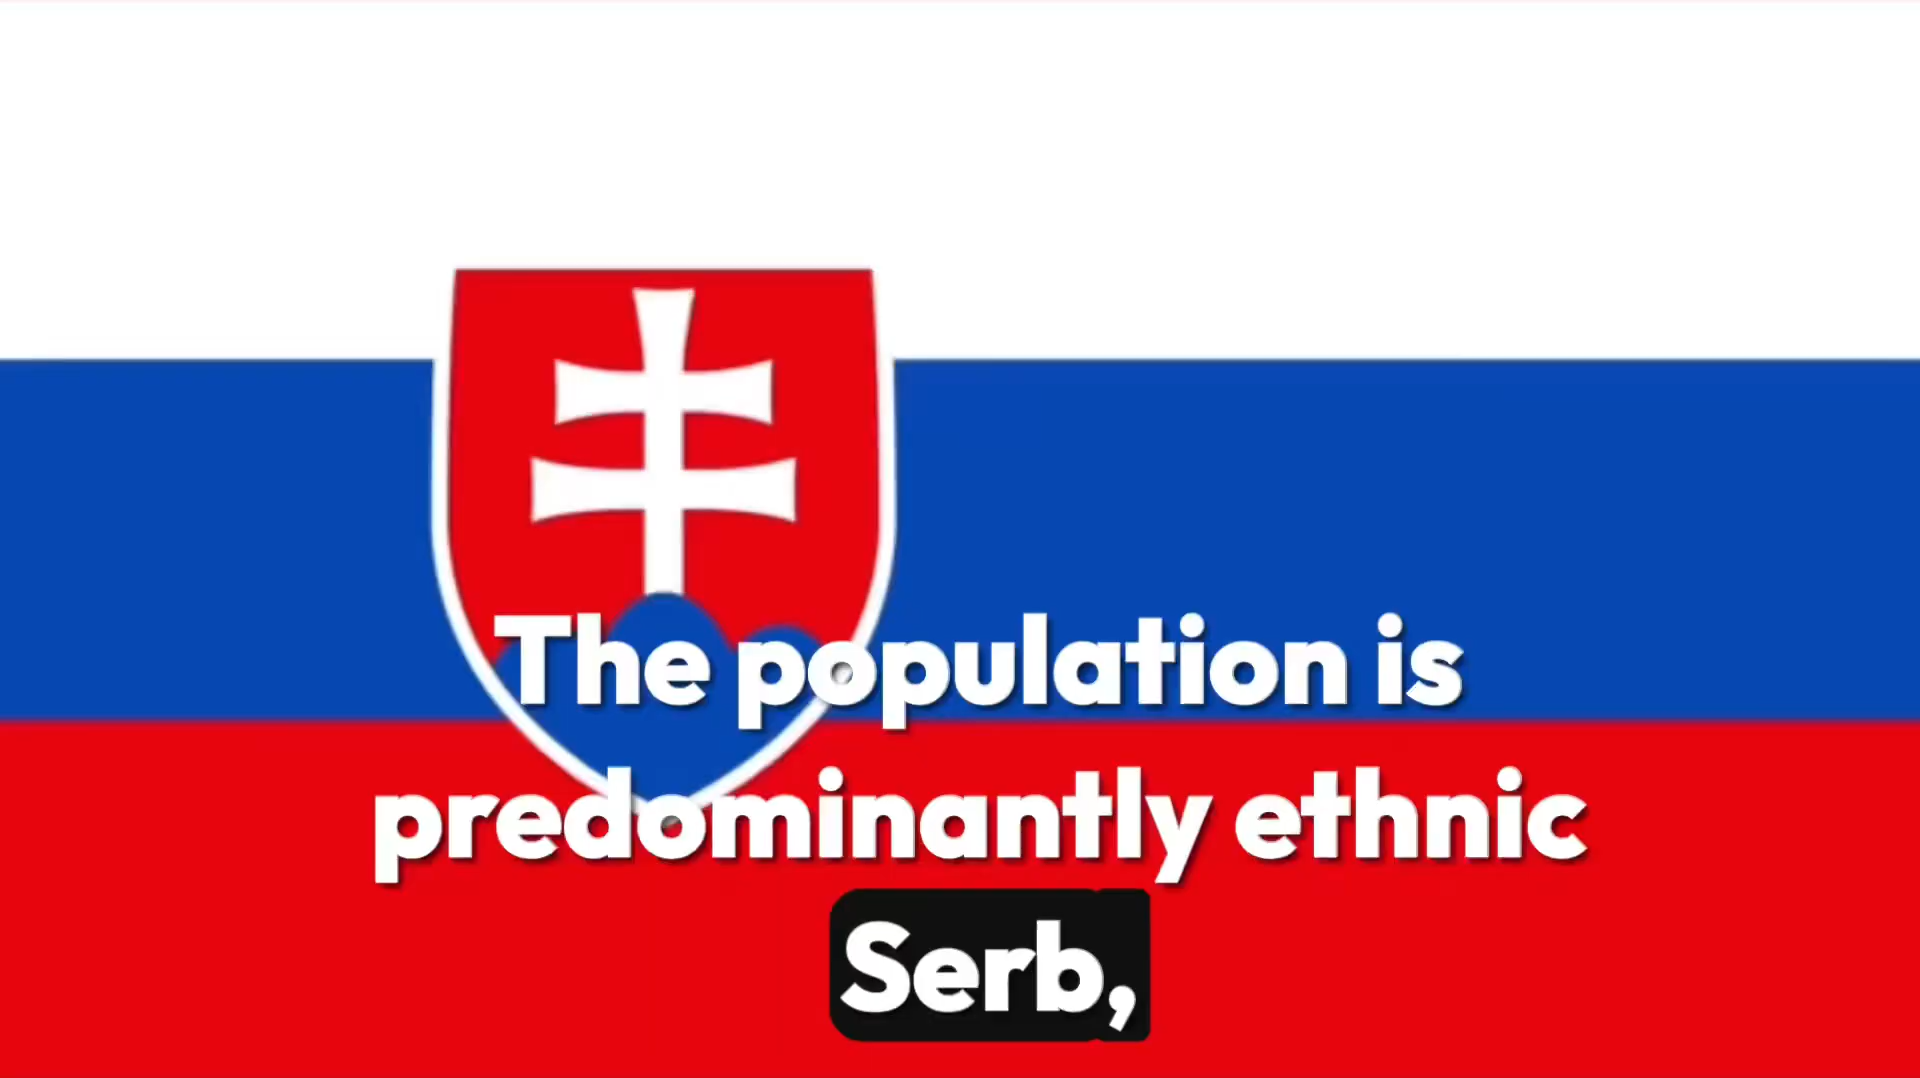 The population is
predominantly ethnic
Serb,